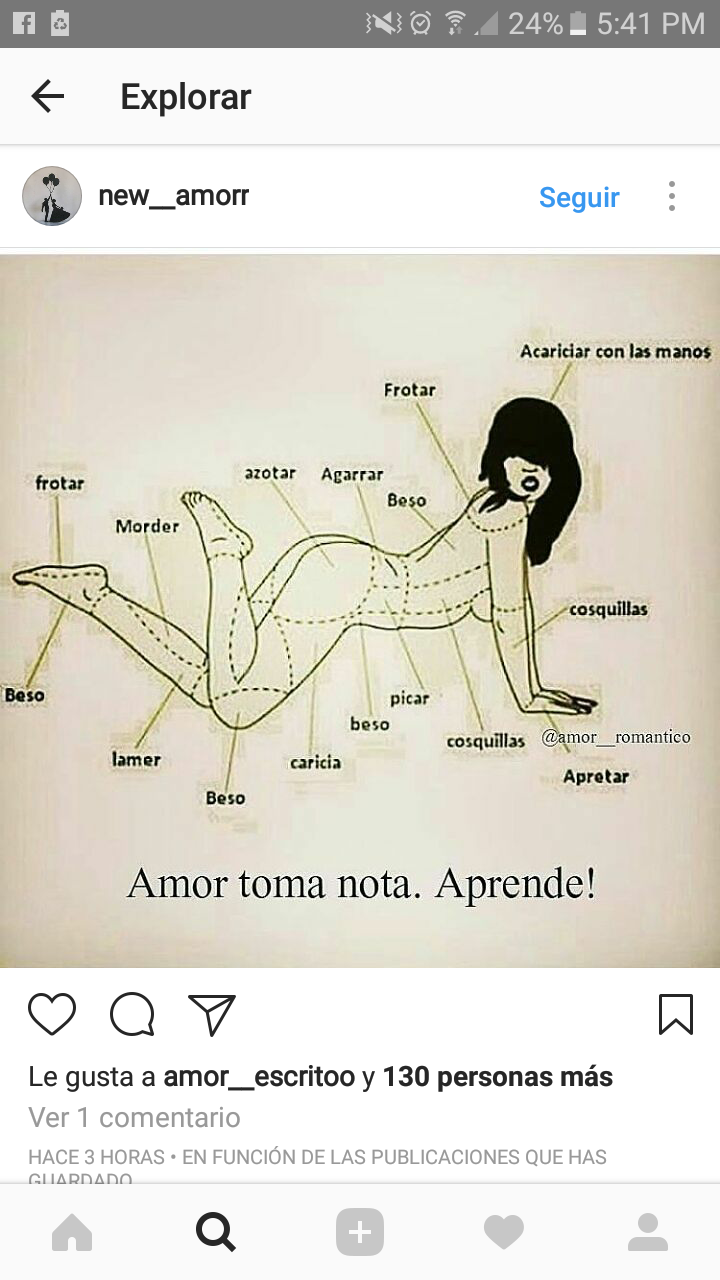 24% 5:41 PM
Explorar
new__amorr
Seguir
Acariciar con las manos
Frotar
azotar
Agarrar
frotar
Beso
Morder
cosquillas
Beso
picar
beso
cosquillas
@amor__romantico
lamer
caricia
Apretar
Beso
Amor toma nota. Aprende!
Le gusta a amor__escritoo y 130 personas más
Ver 1 comentario
HACE 3 HORAS • EN FUNCIÓN DE LAS PUBLICACIONES QUE HAS
GUARDADO